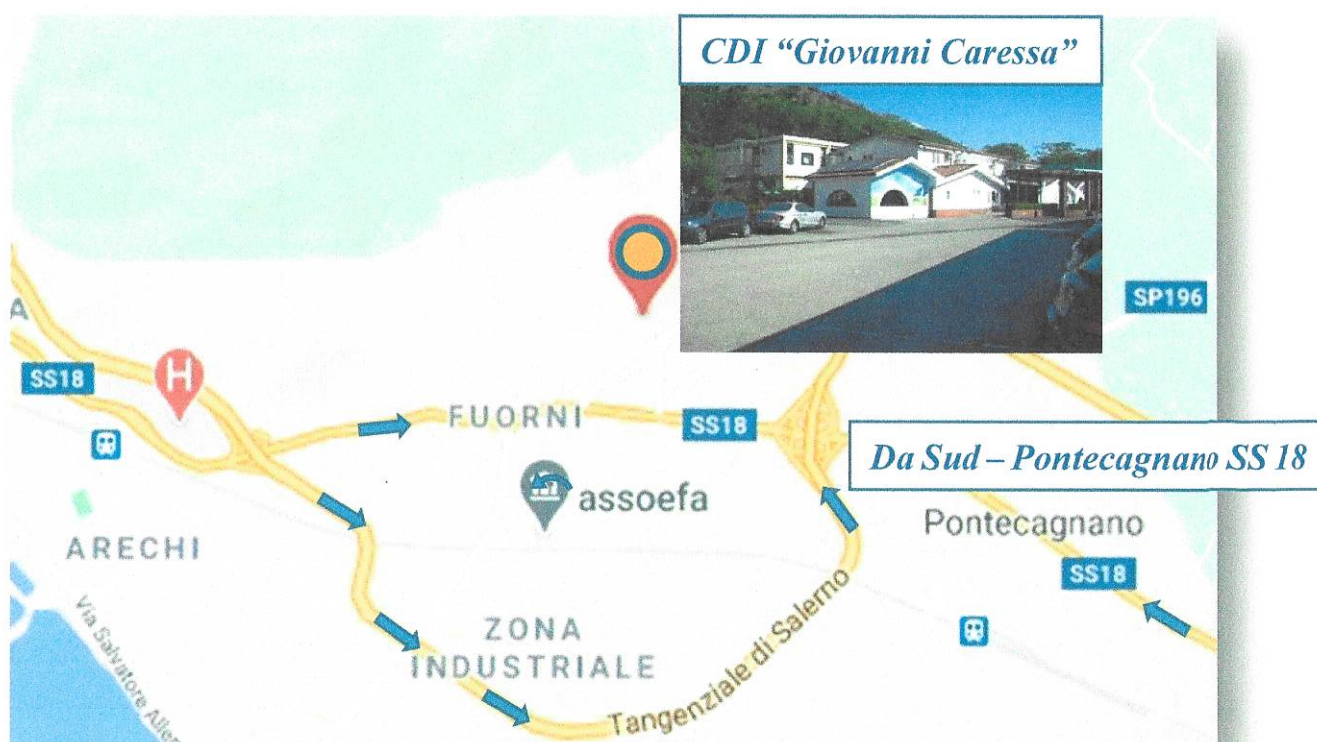 CDI “Giovanni Caressa”
SP196
A
SS18
H
FUORNI
SS18
Da Sud – Pontecagnano SS 18
assoefa
Pontecagnano
ARECHI
SS18
ZONA
INDUSTRIALE
Tangenziale di Salerno
Via Salvatore